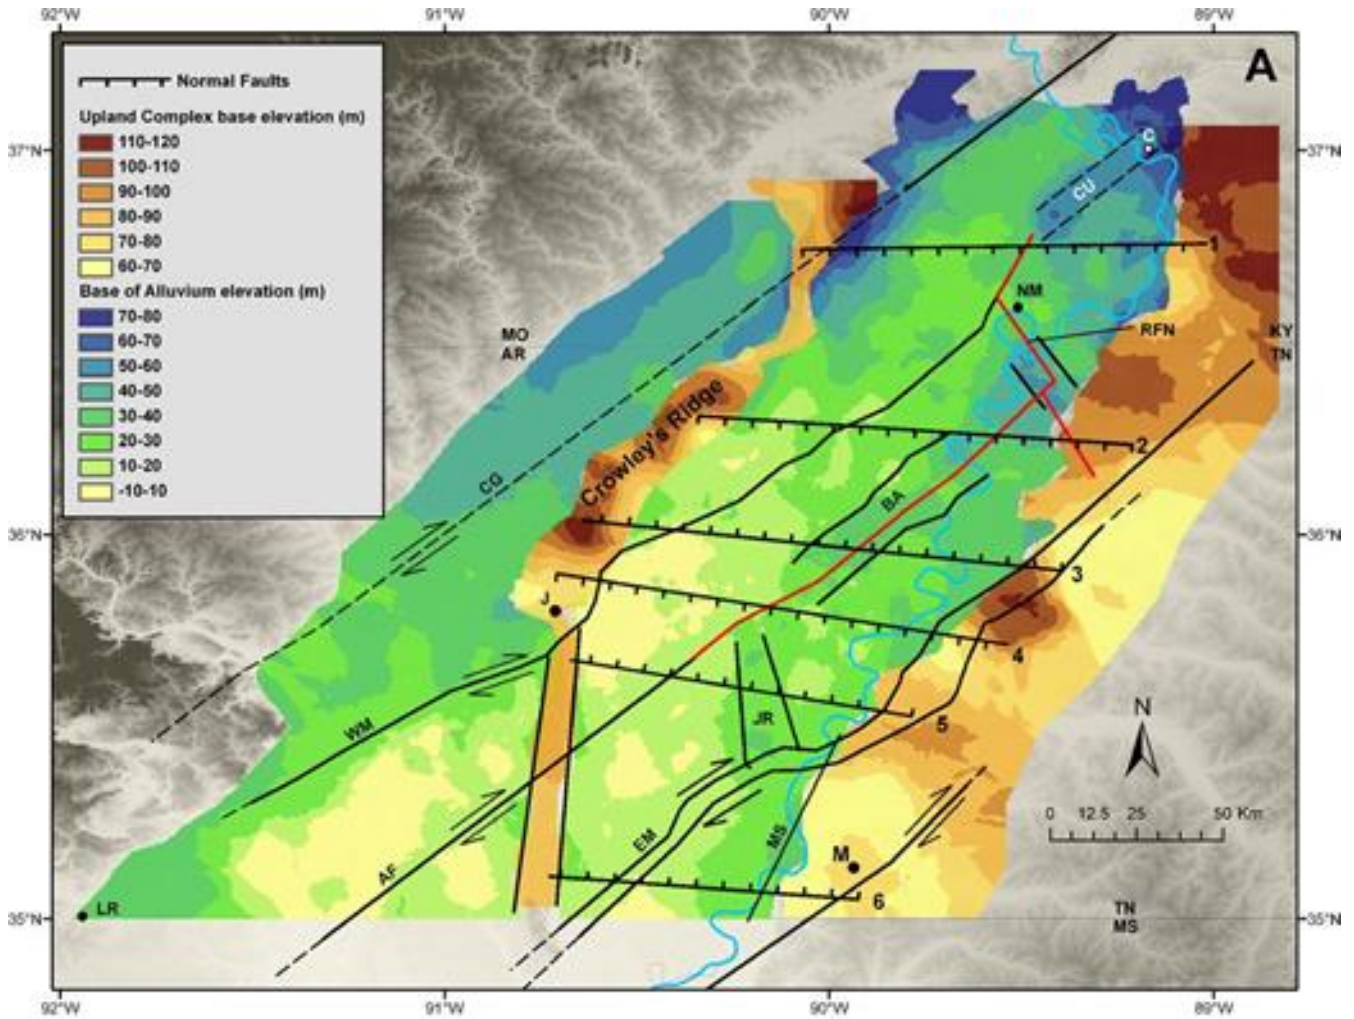 92°W 91°W 90°W 89°W
A
Normal Faults
Upland Complex base elevation (m)
110-120
100-110
90-100
80-90
70-80
60-70
Base of Alluvium elevation (m)
70-80
60-70
50-60
40-50
30-40
20-30
10-20
-10-10
37°N 37°N
C
CU
1
NM
RFN
MO
AR
KY
TN
Crowley's Ridge
2
CG
BA
36°N 36°N
3
J
4
WM
JR
5
N
0 12.5 25 50 Km
EM
MS
M
AF
6
LR
TN
MS
35°N 35°N
92°W 91°W 90°W 89°W